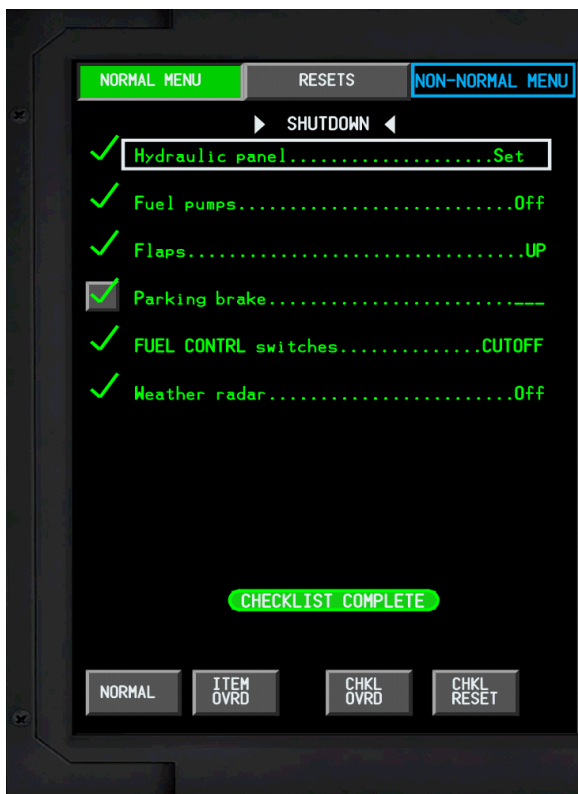 NORMAL MENU RESETS NON-NORMAL MENU
SHUTDOWN
Hydraulic panel.....................Set
Fuel pumps...........................Off
Flaps.................................UP
Parking brake........................___
FUEL CONTRL switches..............CUTOFF
Weather radar........................Off
CHECKLIST COMPLETE
NORMAL ITEM OVRD CHKL OVRD CHKL RESET